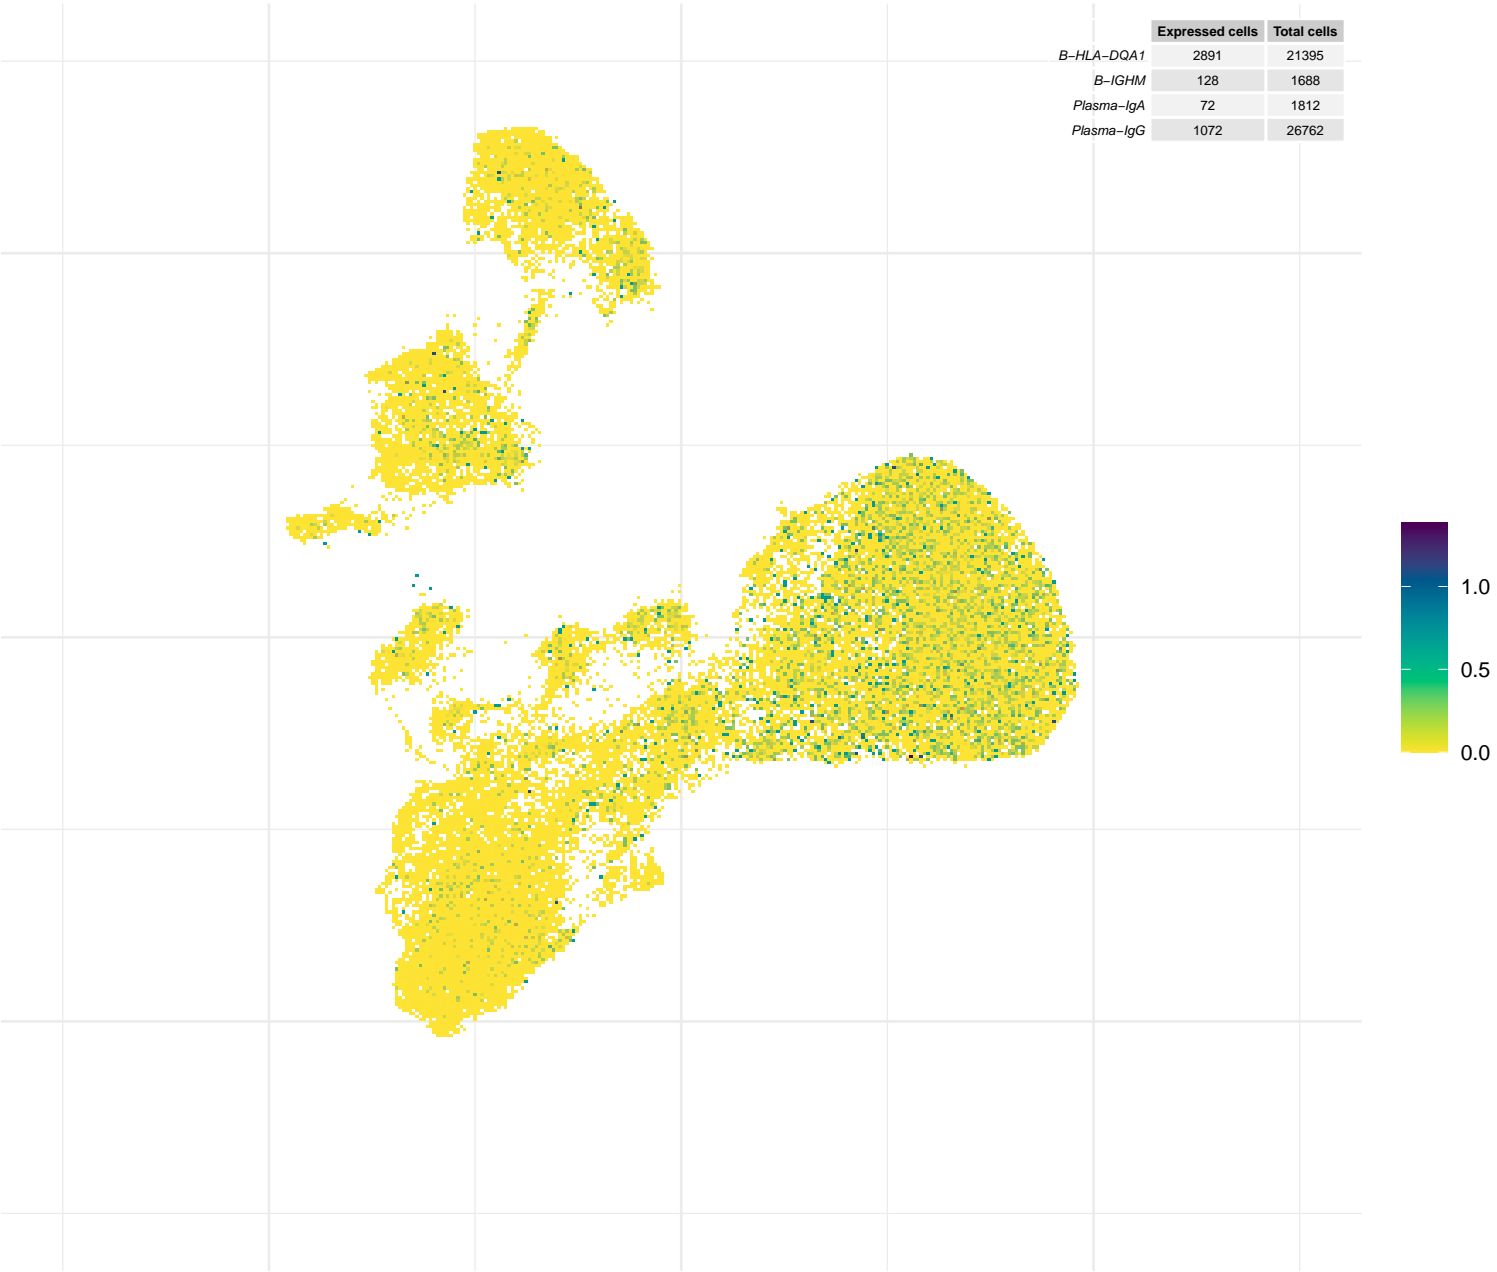 Expressed cells Total cells
B−HLA−DQA1 2891 21395
B−IGHM 128 1688
Plasma−IgA 72 1812
Plasma−IgG 1072 26762
1.0
0.5
0.0